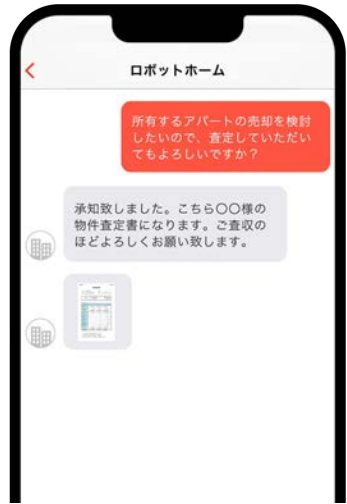 ロボットホーム
所有するアパートの売却を検討
したいので、査定していただい
てもよろしいですか？
承知致しました。こちら〇〇様の
物件査定書になります。ご査収の
ほどよろしくお願い致します。